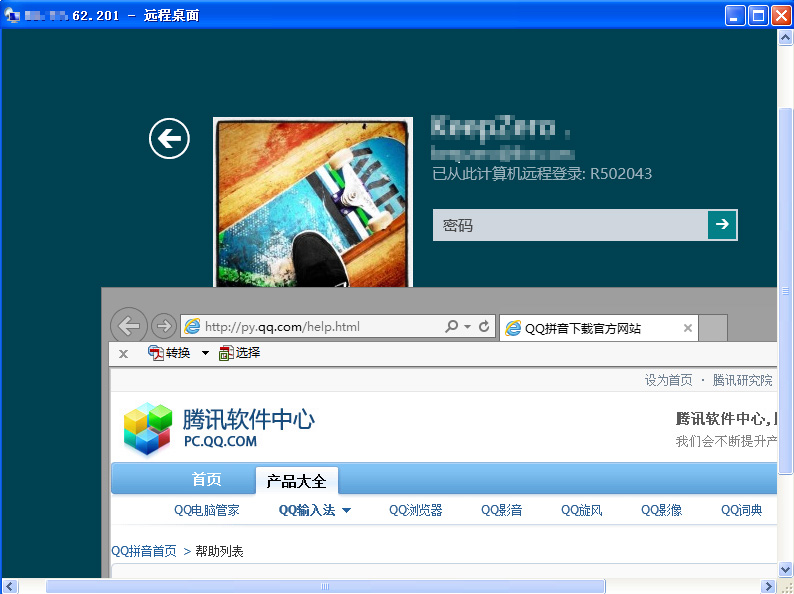 62.201 - 远程桌面
KeepZero .
已从此计算机远程登录: R502043
密码
http://py.qq.com/help.html
QQ拼音下载官方网站
x 转换 选择
设为首页 · 腾讯研究院
腾讯软件中心
PC.QQ.COM
腾讯软件中心,
我们会不断提升产
首页 产品大全
QQ电脑管家 QQ输入法 QQ浏览器 QQ影音 QQ旋风 QQ影像 QQ词典
QQ拼音首页 > 帮助列表